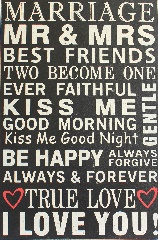 MARRIAGE
MR & MRS
BEST FRIENDS
TWO BECOME ONE
EVER FAITHFUL
KISS ME
GENTLE
GOOD MORNING
Kiss Me Good Night
BE HAPPY ALWAYS FORGIVE
ALWAYS & FOREVER
TRUE LOVE
I LOVE YOU!